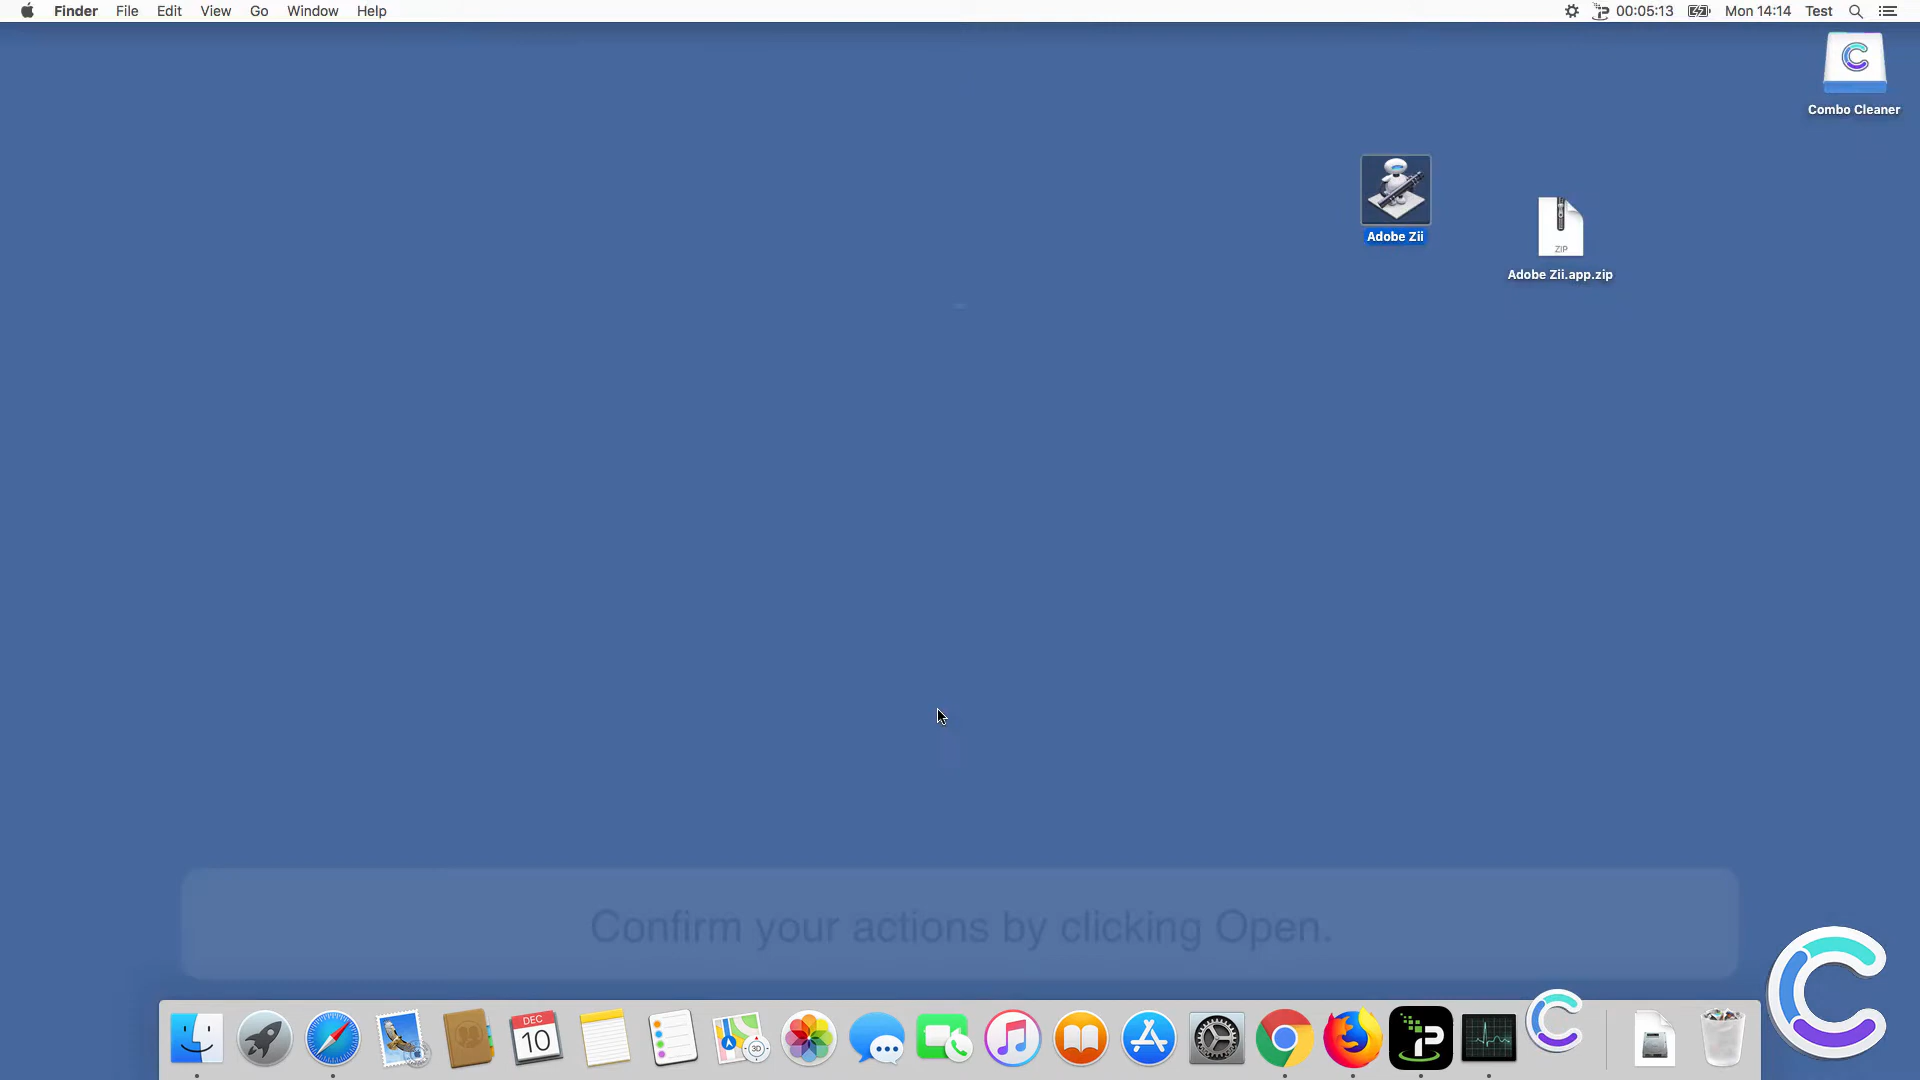 Finder File Edit View Go Window Help 00:05:13 Mon 14:14 Test
Combo Cleaner
Adobe Zii
ZIP
Adobe Zii.app.zip
Confirm your actions by clicking Open.
DEC
10
3D